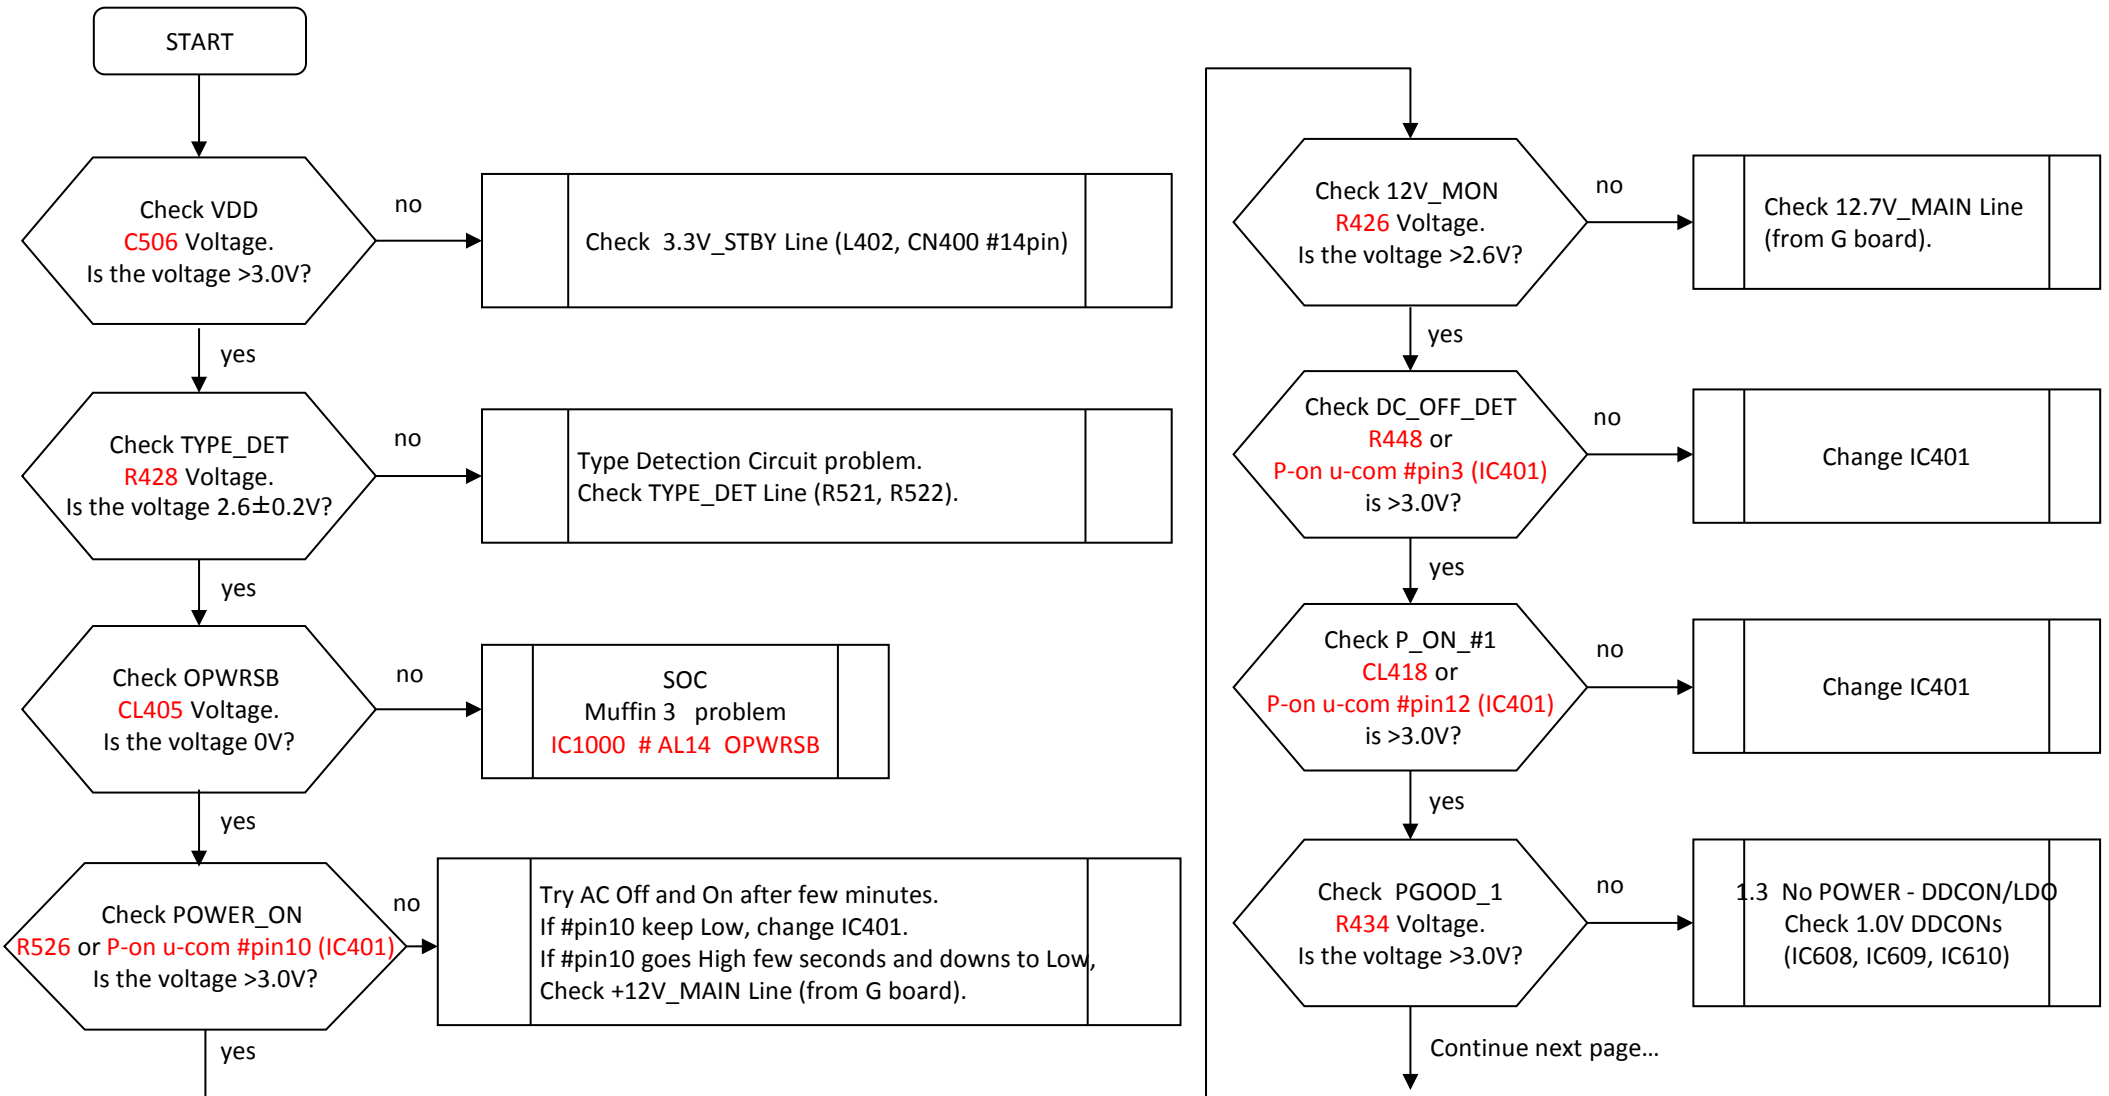 START
Check VDD
C506 Voltage.
Is the voltage >3.0V?
no
Check  3.3V_STBY Line (L402, CN400 #14pin)
yes
Check TYPE_DET
R428 Voltage.
Is the voltage 2.6±0.2V?
no
Type Detection Circuit problem.
Check TYPE_DET Line (R521, R522).
yes
Check OPWRSB
CL405 Voltage.
Is the voltage 0V?
no
SOC
Muffin 3   problem
IC1000  # AL14  OPWRSB
yes
Check POWER_ON
R526 or P-on u-com #pin10 (IC401)
Is the voltage >3.0V?
no
Try AC Off and On after few minutes.
If #pin10 keep Low, change IC401.
If #pin10 goes High few seconds and downs to Low,
Check +12V_MAIN Line (from G board).
yes
Check 12V_MON
R426 Voltage.
Is the voltage >2.6V?
no
Check 12.7V_MAIN Line
(from G board).
yes
Check DC_OFF_DET
R448 or
P-on u-com #pin3 (IC401)
is >3.0V?
no
Change IC401
yes
Check P_ON_#1
CL418 or
P-on u-com #pin12 (IC401)
is >3.0V?
no
Change IC401
yes
Check  PGOOD_1
R434 Voltage.
Is the voltage >3.0V?
no
1.3  No POWER - DDCON/LDO
Check 1.0V DDCONs
(IC608, IC609, IC610)
Continue next page...